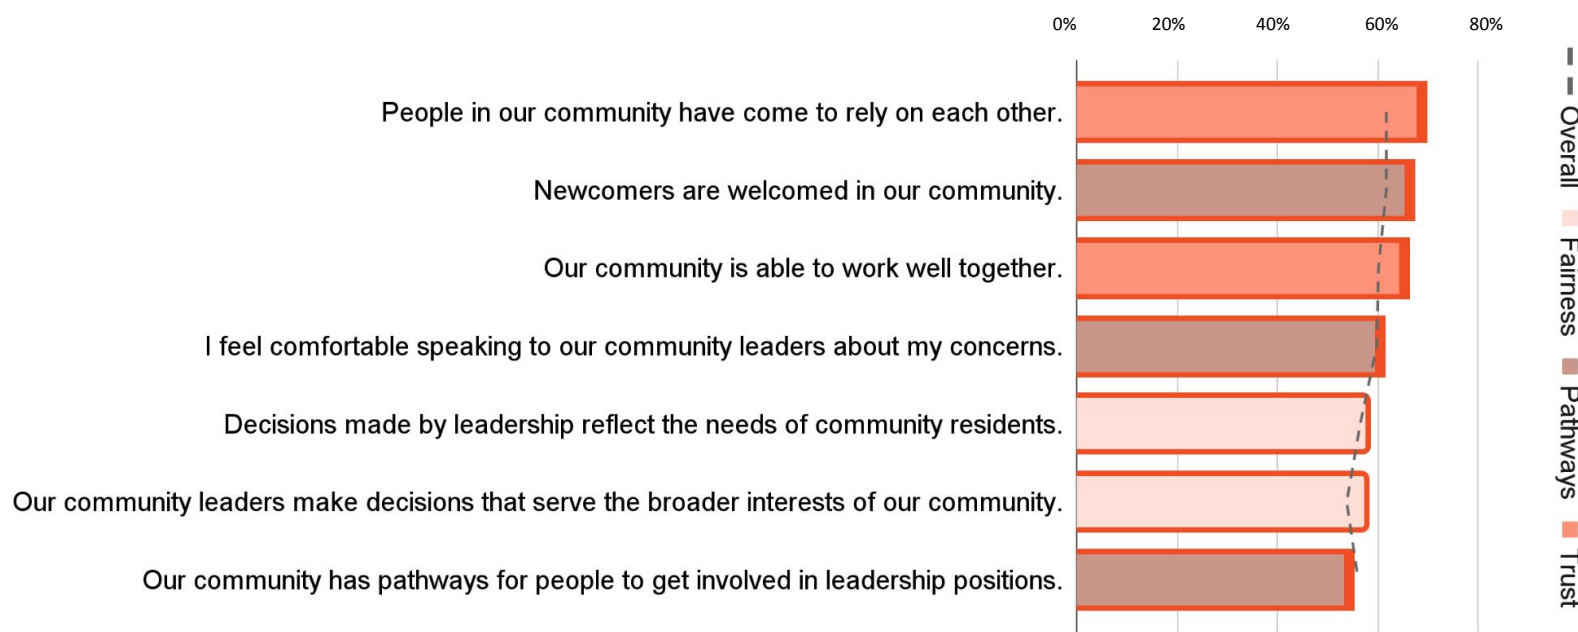 0% 20% 40% 60% 80%
People in our community have come to rely on each other.
Newcomers are welcomed in our community.
Our community is able to work well together.
I feel comfortable speaking to our community leaders about my concerns.
Decisions made by leadership reflect the needs of community residents.
Our community leaders make decisions that serve the broader interests of our community.
Our community has pathways for people to get involved in leadership positions.
Overall Fairness Pathways Trust